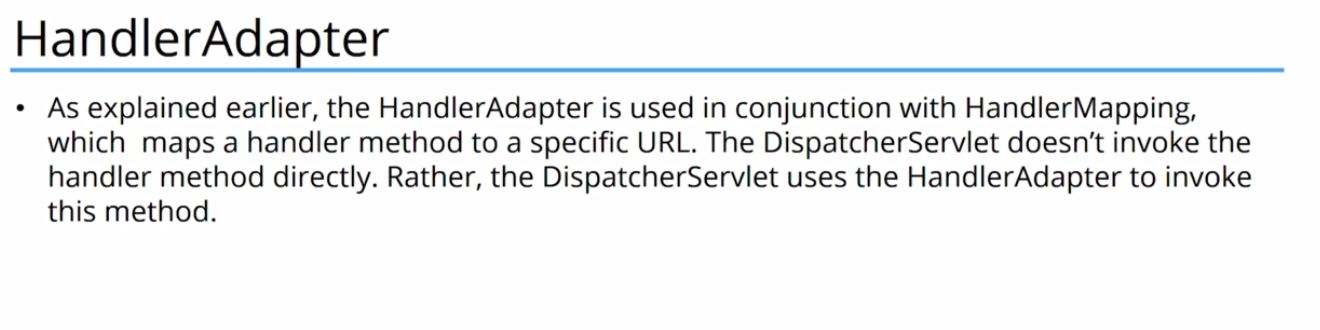 HandlerAdapter
• As explained earlier, the HandlerAdapter is used in conjunction with HandlerMapping,
which  maps a handler method to a specific URL. The DispatcherServlet doesn’t invoke the
handler method directly. Rather, the DispatcherServlet uses the HandlerAdapter to invoke
this method.